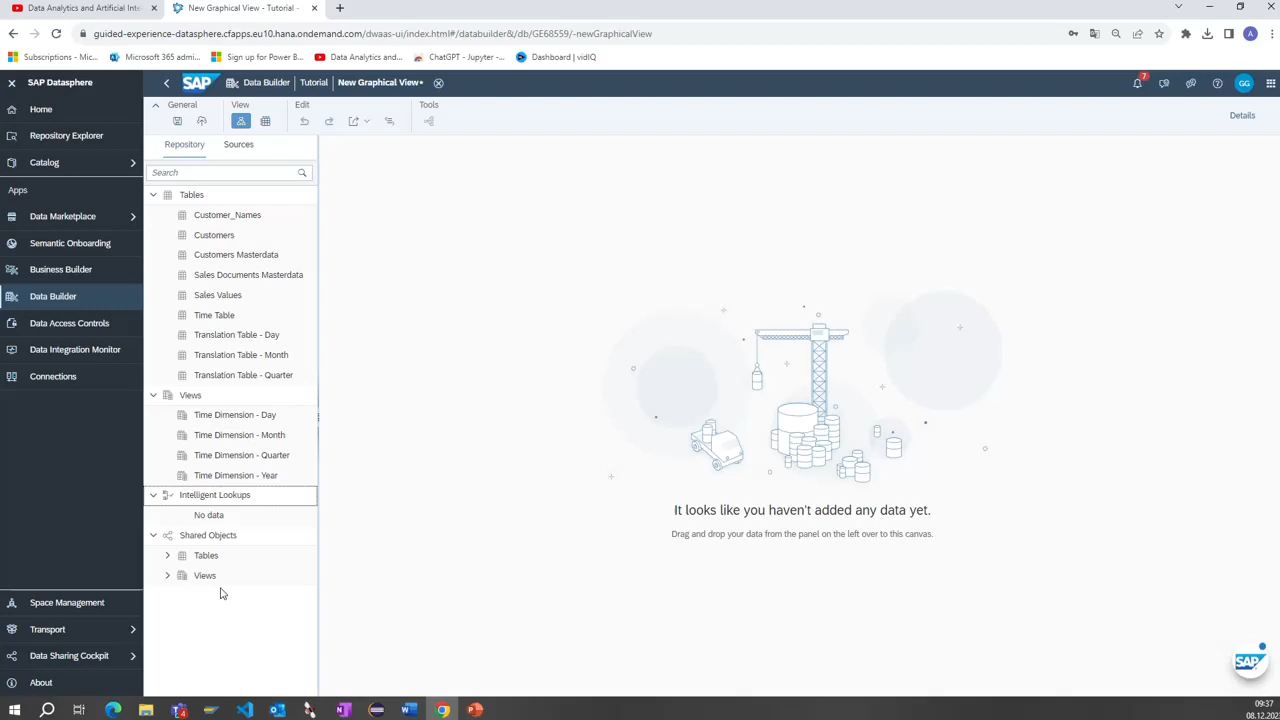 Data Analytics and Artificial Inte
New Graphical View - Tutorial -
guided-experience-datasphere.cfapps.eu10.hana.ondemand.com/dwaas-ui/index.html#/databuilder&/db/GE68559/-newGraphicalView
A
Subscriptions - Mic...
Microsoft 365 admi...
Sign up for Power B...
Data Analytics and...
ChatGPT - Jupyter -...
Dashboard | vidIQ
SAP Datasphere
SAP
Data Builder
Tutorial
New Graphical View*
7
GG
Home
Repository Explorer
Catalog
Apps
Data Marketplace
Semantic Onboarding
Business Builder
Data Builder
Data Access Controls
Data Integration Monitor
Connections
Space Management
Transport
Data Sharing Cockpit
About
General
View
Edit
Tools
Details
Repository
Sources
Search
Tables
Customer_Names
Customers
Customers Masterdata
Sales Documents Masterdata
Sales Values
Time Table
Translation Table - Day
Translation Table - Month
Translation Table - Quarter
Views
Time Dimension - Day
Time Dimension - Month
Time Dimension - Quarter
Time Dimension - Year
Intelligent Lookups
No data
Shared Objects
Tables
Views
It looks like you haven't added any data yet.
Drag and drop your data from the panel on the left over to this canvas.
SAP
09:37
08.12.202